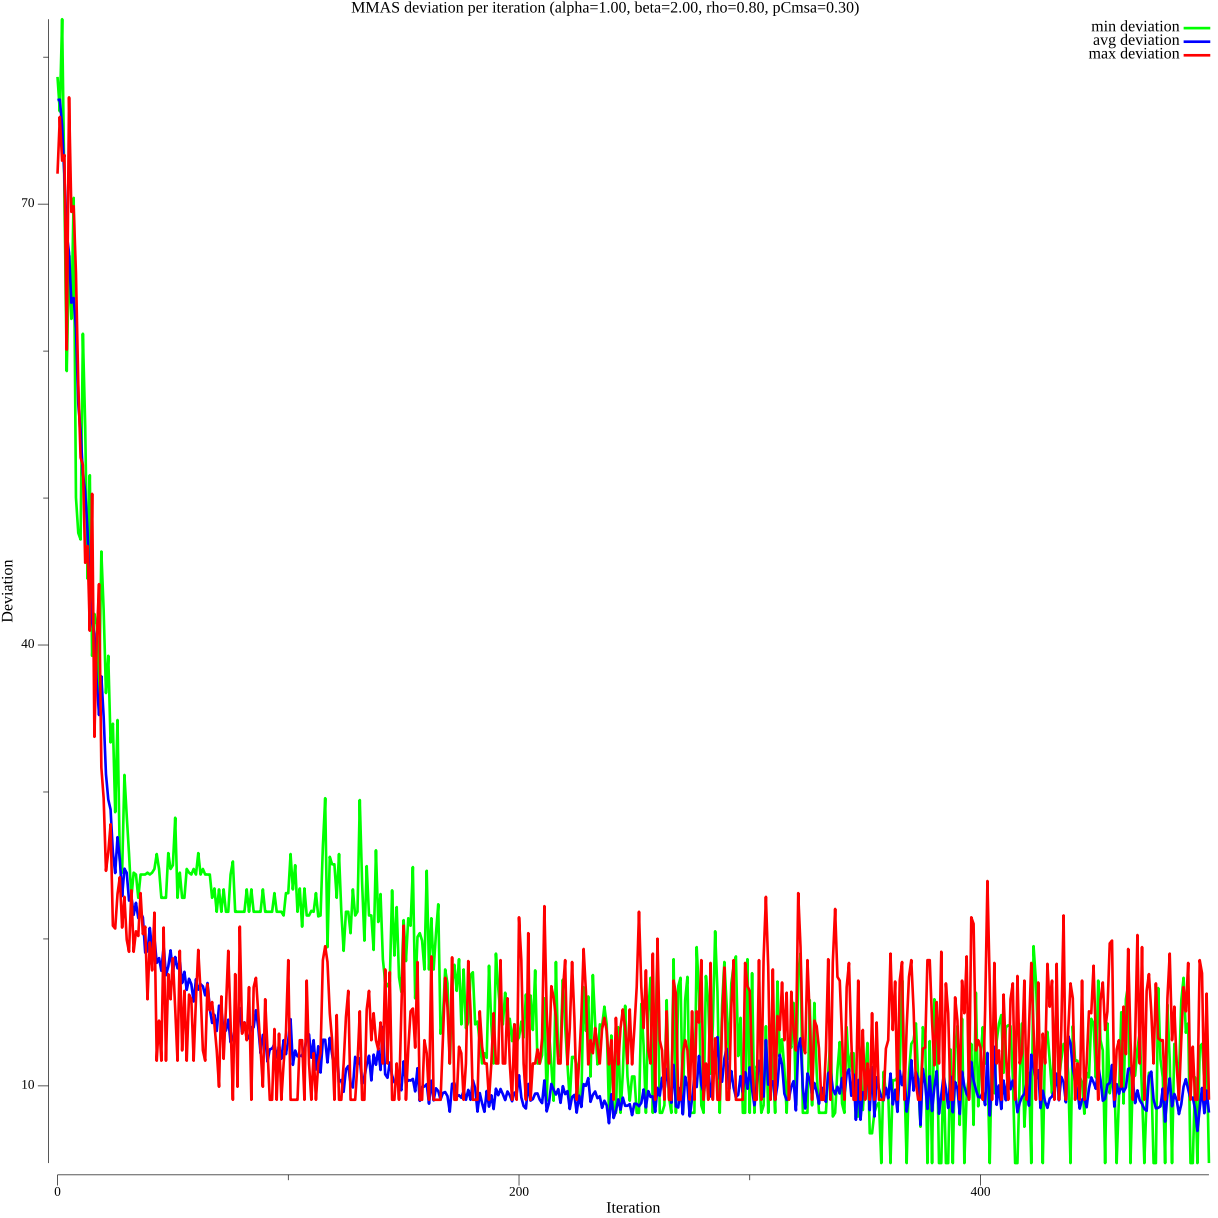 MMAS deviation per iteration (alpha=1.00, beta=2.00, rho=0.80, pCmsa=0.30)
min deviation
avg deviation
max deviation
70
40
10
Deviation
0
200
400
Iteration